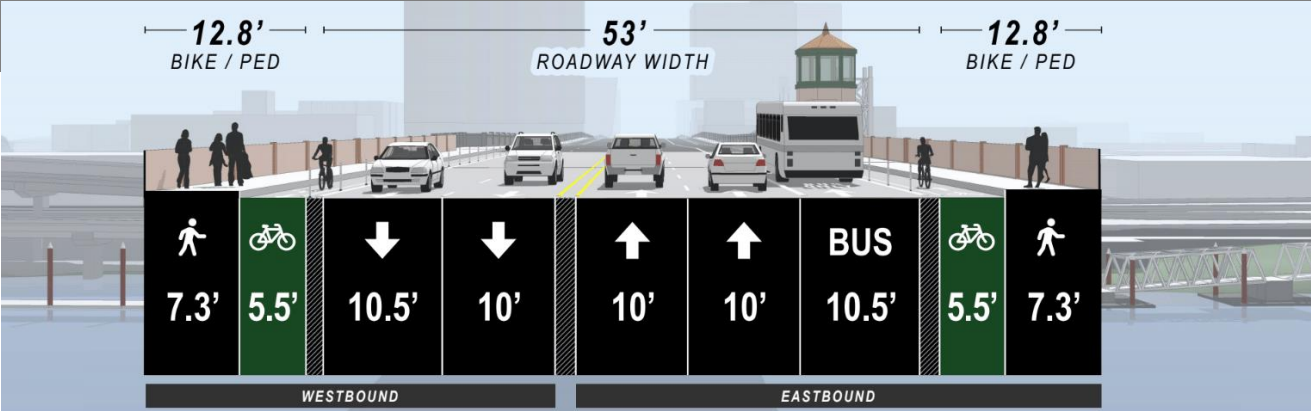 12.8’
BIKE / PED
53’
ROADWAY WIDTH
12.8’
BIKE / PED
7.3’
5.5’
10.5’
10’
10’
10’
BUS
10.5’
5.5’
7.3’
WESTBOUND
EASTBOUND